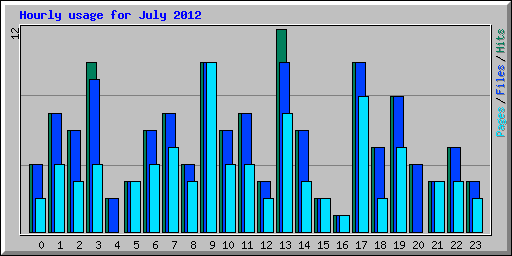 Hourly usage for July 2012
12
Pages/Files/Hits
0 1 2 3 4 5 6 7 8 9 10 11 12 13 14 15 16 17 18 19 20 21 22 23